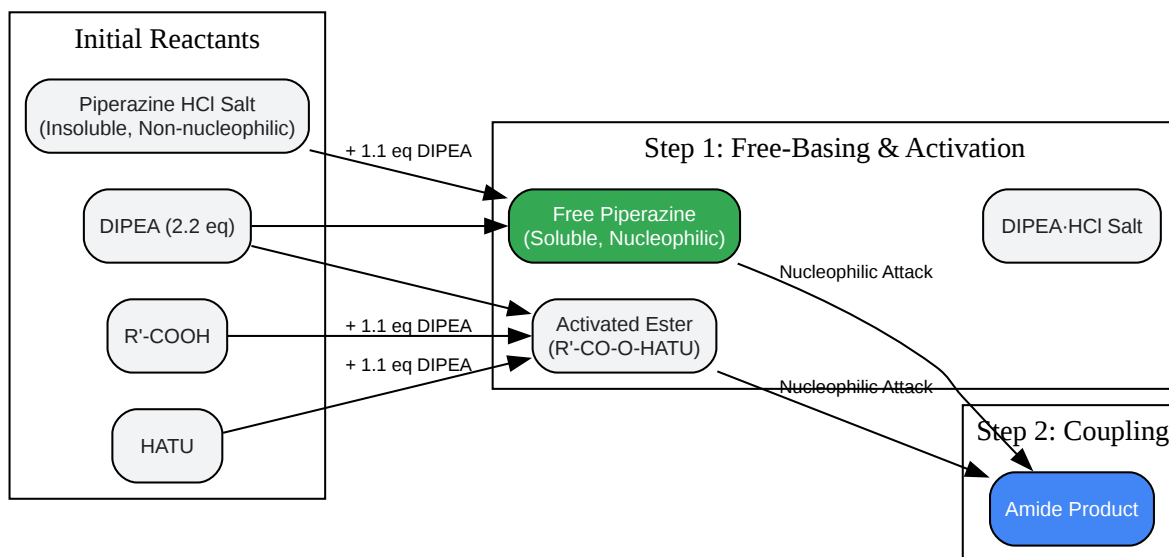 Initial Reactants
Piperazine HCl Salt
(Insoluble, Non-nucleophilic)
DIPEA (2.2 eq)
R'-COOH
HATU
+ 1.1 eq DIPEA
+ 1.1 eq DIPEA
+ 1.1 eq DIPEA
Step 1: Free-Basing & Activation
Free Piperazine
(Soluble, Nucleophilic)
DIPEA·HCl Salt
Activated Ester
(R'-CO-O-HATU)
Nucleophilic Attack
Nucleophilic Attack
Step 2: Coupling
Amide Product